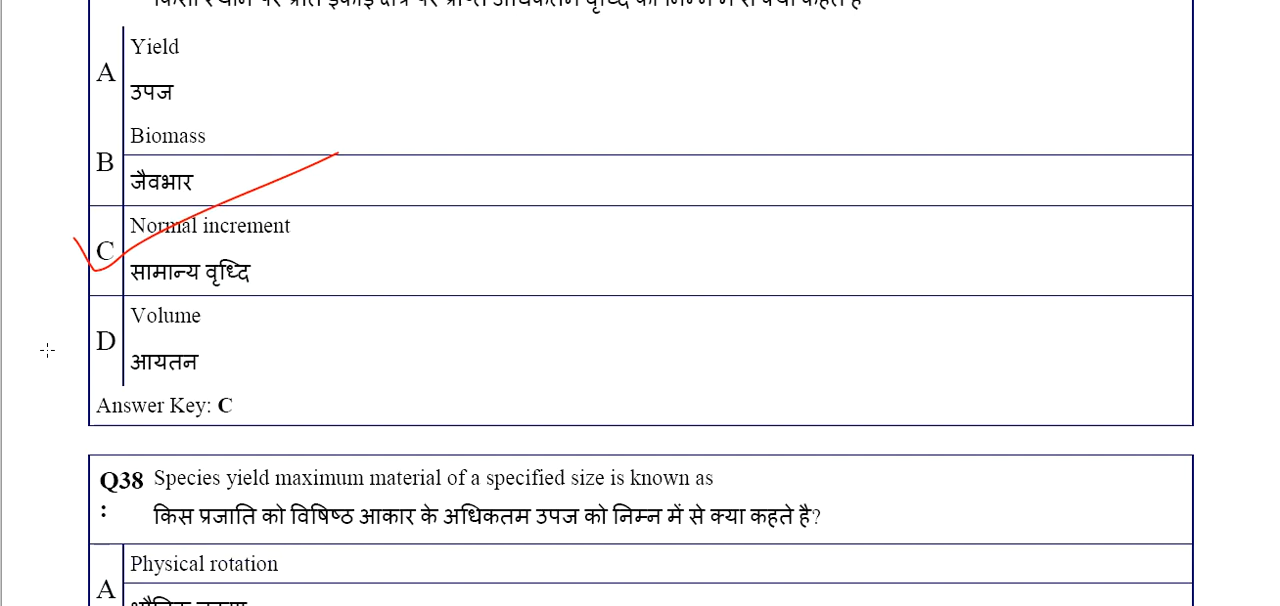 A
Yield
उपज
B
Biomass
जैवभार
C
Normal increment
सामान्य वृध्दि
D
Volume
आयतन
Answer Key: C
Q38 Species yield maximum material of a specified size is known as
: किस प्रजाति को विषिष्ठ आकार के अधिकतम उपज को निम्न में से क्या कहते है?
A
Physical rotation